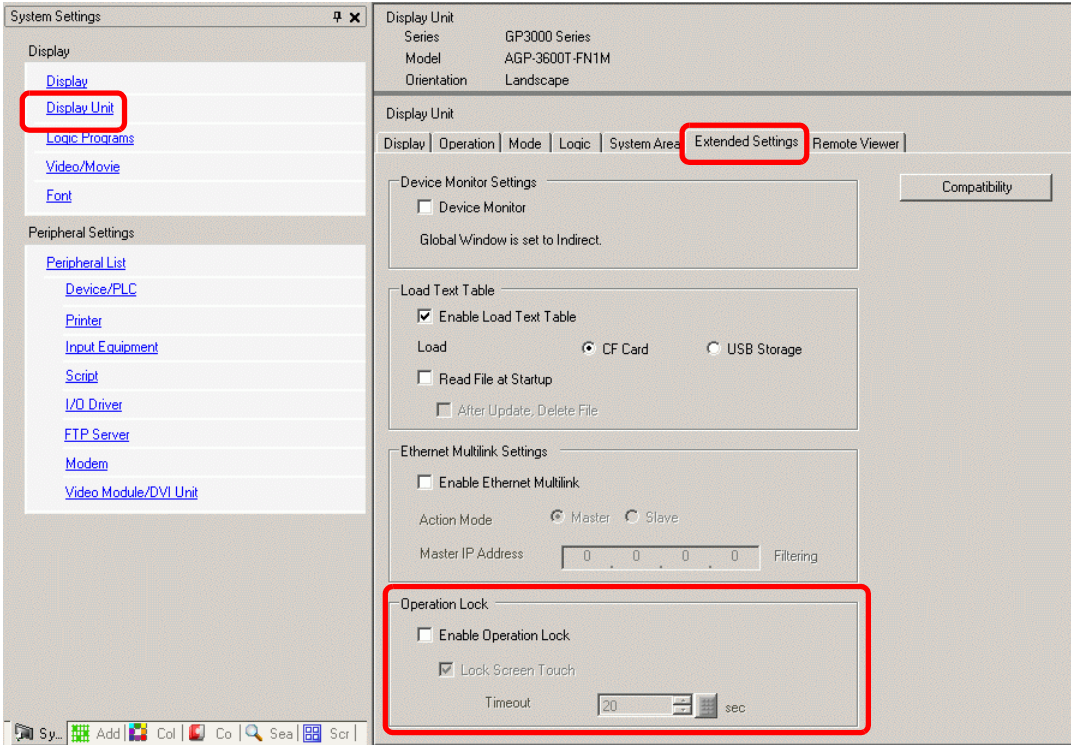 System Settings
Display
Display
Display Unit
Logic Programs
Video/Movie
Font
Peripheral Settings
Peripheral List
Device/PLC
Printer
Input Equipment
Script
I/O Driver
FTP Server
Modem
Video Module/DVI Unit
Sy... Add Col Co Sea Scr
Display Unit
Series GP3000 Series
Model AGP-3600T-FN1M
Orientation Landscape
Display Unit
Display Operation Mode Logic System Area Extended Settings Remote Viewer
Device Monitor Settings
Compatibility
Device Monitor
Global Window is set to Indirect.
Load Text Table
Enable Load Text Table
Load CF Card USB Storage
Read File at Startup
After Update, Delete File
Ethernet Multilink Settings
Enable Ethernet Multilink
Action Mode Master Slave
Master IP Address 0 . 0 . 0 . 0 Filtering
Operation Lock
Enable Operation Lock
Lock Screen Touch
Timeout 20 sec